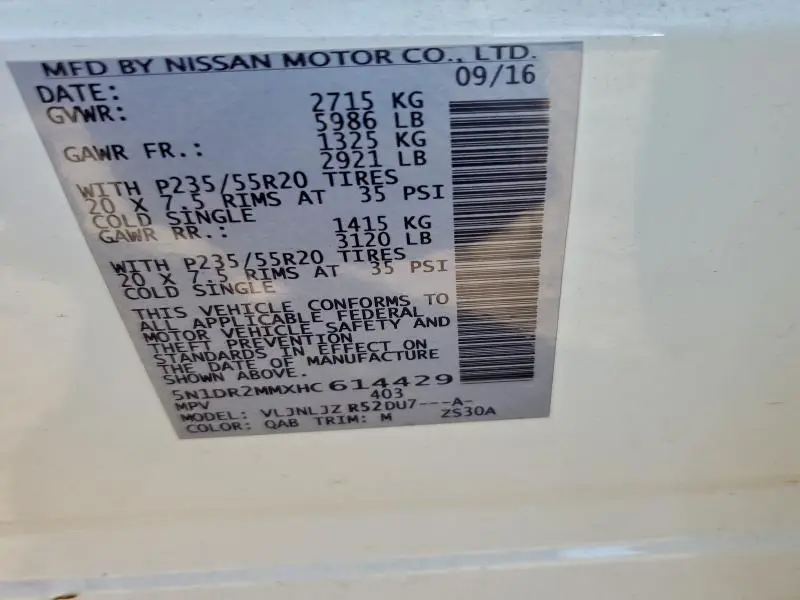 MFD BY NISSAN MOTOR CO., LTD.
DATE: 09/16
GVWR: 2715 KG
5986 LB
GAWR FR.: 1325 KG
2921 LB
WITH P235/55R20 TIRES
20 X 7.5 RIMS AT 35 PSI
COLD SINGLE
GAWR RR.: 1415 KG
3120 LB
WITH P235/55R20 TIRES
20 X 7.5 RIMS AT 35 PSI
COLD SINGLE
THIS VEHICLE CONFORMS TO
ALL APPLICABLE FEDERAL
MOTOR VEHICLE SAFETY AND
THEFT PREVENTION
STANDARDS IN EFFECT ON
THE DATE OF MANUFACTURE
SHOWN ABOVE.
5N1DR2MMXHC614429
MPV 403
MODEL: VLJNLJZ R52DU7---A-
COLOR: QAB TRIM: M ZS30A